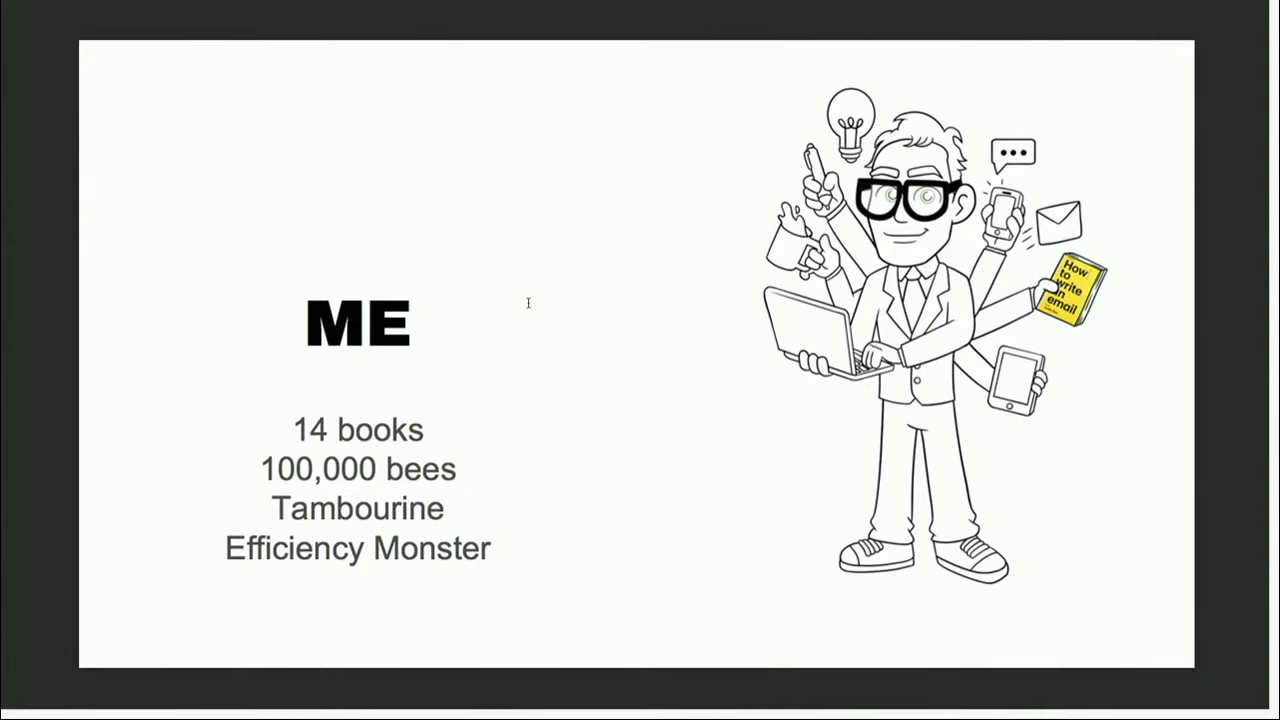 ME
14 books
100,000 bees
Tambourine
Efficiency Monster
How
to
write
an
email